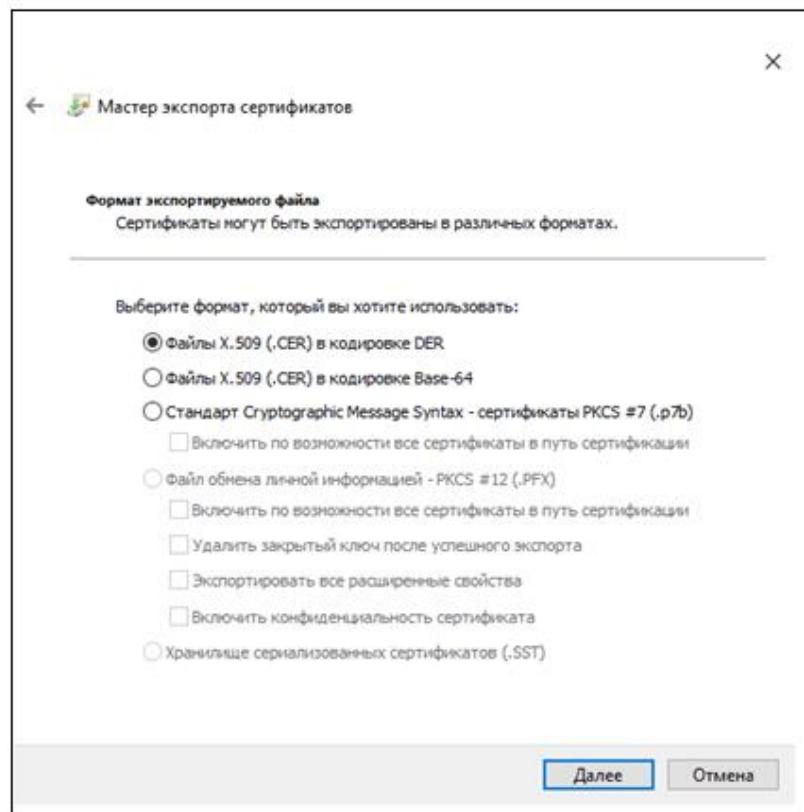 Мастер экспорта сертификатов
Формат экспортируемого файла
Сертификаты могут быть экспортированы в различных форматах.
Выберите формат, который вы хотите использовать:
Файлы X.509 (.CER) в кодировке DER
Файлы X.509 (.CER) в кодировке Base-64
Стандарт Cryptographic Message Syntax - сертификаты PKCS #7 (.p7b)
Включить по возможности все сертификаты в путь сертификации
Файл обмена личной информацией - PKCS #12 (.PFX)
Включить по возможности все сертификаты в путь сертификации
Удалить закрытый ключ после успешного экспорта
Экспортировать все расширенные свойства
Включить конфиденциальность сертификата
Хранилище сериализованных сертификатов (.SST)
Далее Отмена